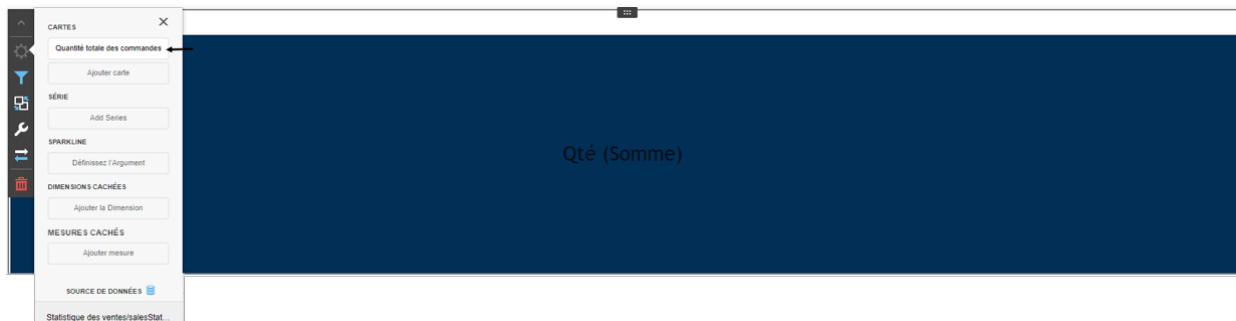 CARTES
Quantité totale des commandes
Ajouter carte
SÉRIE
Add Series
SPARKLINE
Définissez l'Argument
DIMENSIONS CACHÉES
Ajouter la Dimension
MESURES CACHÉS
Ajouter mesure
SOURCE DE DONNÉES
Statistique des ventes/salesStat...
Qté (Somme)